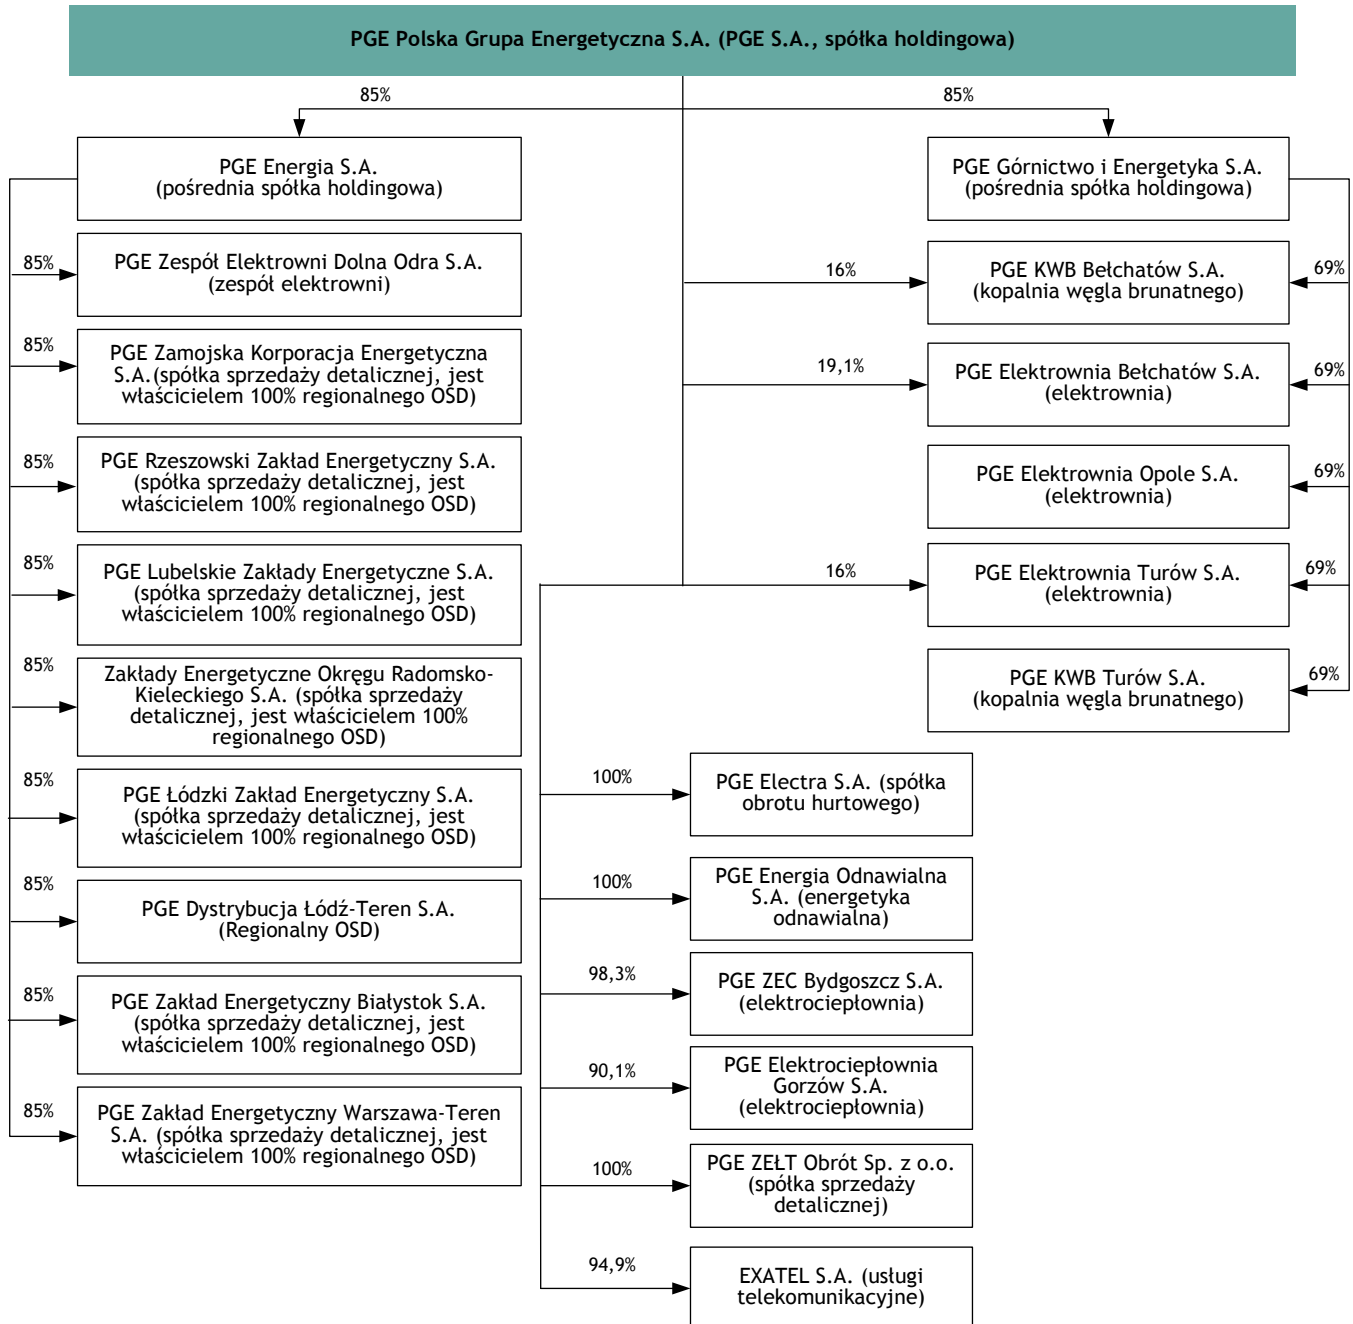 PGE Polska Grupa Energetyczna S.A. (PGE S.A., spółka holdingowa)
85%
85%
PGE Energia S.A.
(pośrednia spółka holdingowa)
PGE Górnictwo i Energetyka S.A.
(pośrednia spółka holdingowa)
85%
PGE Zespół Elektrowni Dolna Odra S.A.
(zespół elektrowni)
16%
PGE KWB Bełchatów S.A.
(kopalnia węgla brunatnego)
69%
85%
PGE Zamojska Korporacja Energetyczna
S.A.(spółka sprzedaży detalicznej, jest
właścicielem 100% regionalnego OSD)
19,1%
PGE Elektrownia Bełchatów S.A.
(elektrownia)
69%
85%
PGE Rzeszowski Zakład Energetyczny S.A.
(spółka sprzedaży detalicznej, jest
właścicielem 100% regionalnego OSD)
PGE Elektrownia Opole S.A.
(elektrownia)
69%
85%
PGE Lubelskie Zakłady Energetyczne S.A.
(spółka sprzedaży detalicznej, jest
właścicielem 100% regionalnego OSD)
16%
PGE Elektrownia Turów S.A.
(elektrownia)
69%
85%
Zakłady Energetyczne Okręgu Radomsko-
Kieleckiego S.A. (spółka sprzedaży
detalicznej, jest właścicielem 100%
regionalnego OSD)
PGE KWB Turów S.A.
(kopalnia węgla brunatnego)
69%
85%
PGE Łódzki Zakład Energetyczny S.A.
(spółka sprzedaży detalicznej, jest
właścicielem 100% regionalnego OSD)
100%
PGE Electra S.A. (spółka
obrotu hurtowego)
85%
PGE Dystrybucja Łódź-Teren S.A.
(Regionalny OSD)
100%
PGE Energia Odnawialna
S.A. (energetyka
odnawialna)
85%
PGE Zakład Energetyczny Białystok S.A.
(spółka sprzedaży detalicznej, jest
właścicielem 100% regionalnego OSD)
98,3%
PGE ZEC Bydgoszcz S.A.
(elektrociepłownia)
85%
PGE Zakład Energetyczny Warszawa-Teren
S.A. (spółka sprzedaży detalicznej, jest
właścicielem 100% regionalnego OSD)
90,1%
PGE Elektrociepłownia
Gorzów S.A.
(elektrociepłownia)
100%
PGE ZEŁT Obrót Sp. z o.o.
(spółka sprzedaży
detalicznej)
94,9%
EXATEL S.A. (usługi
telekomunikacyjne)